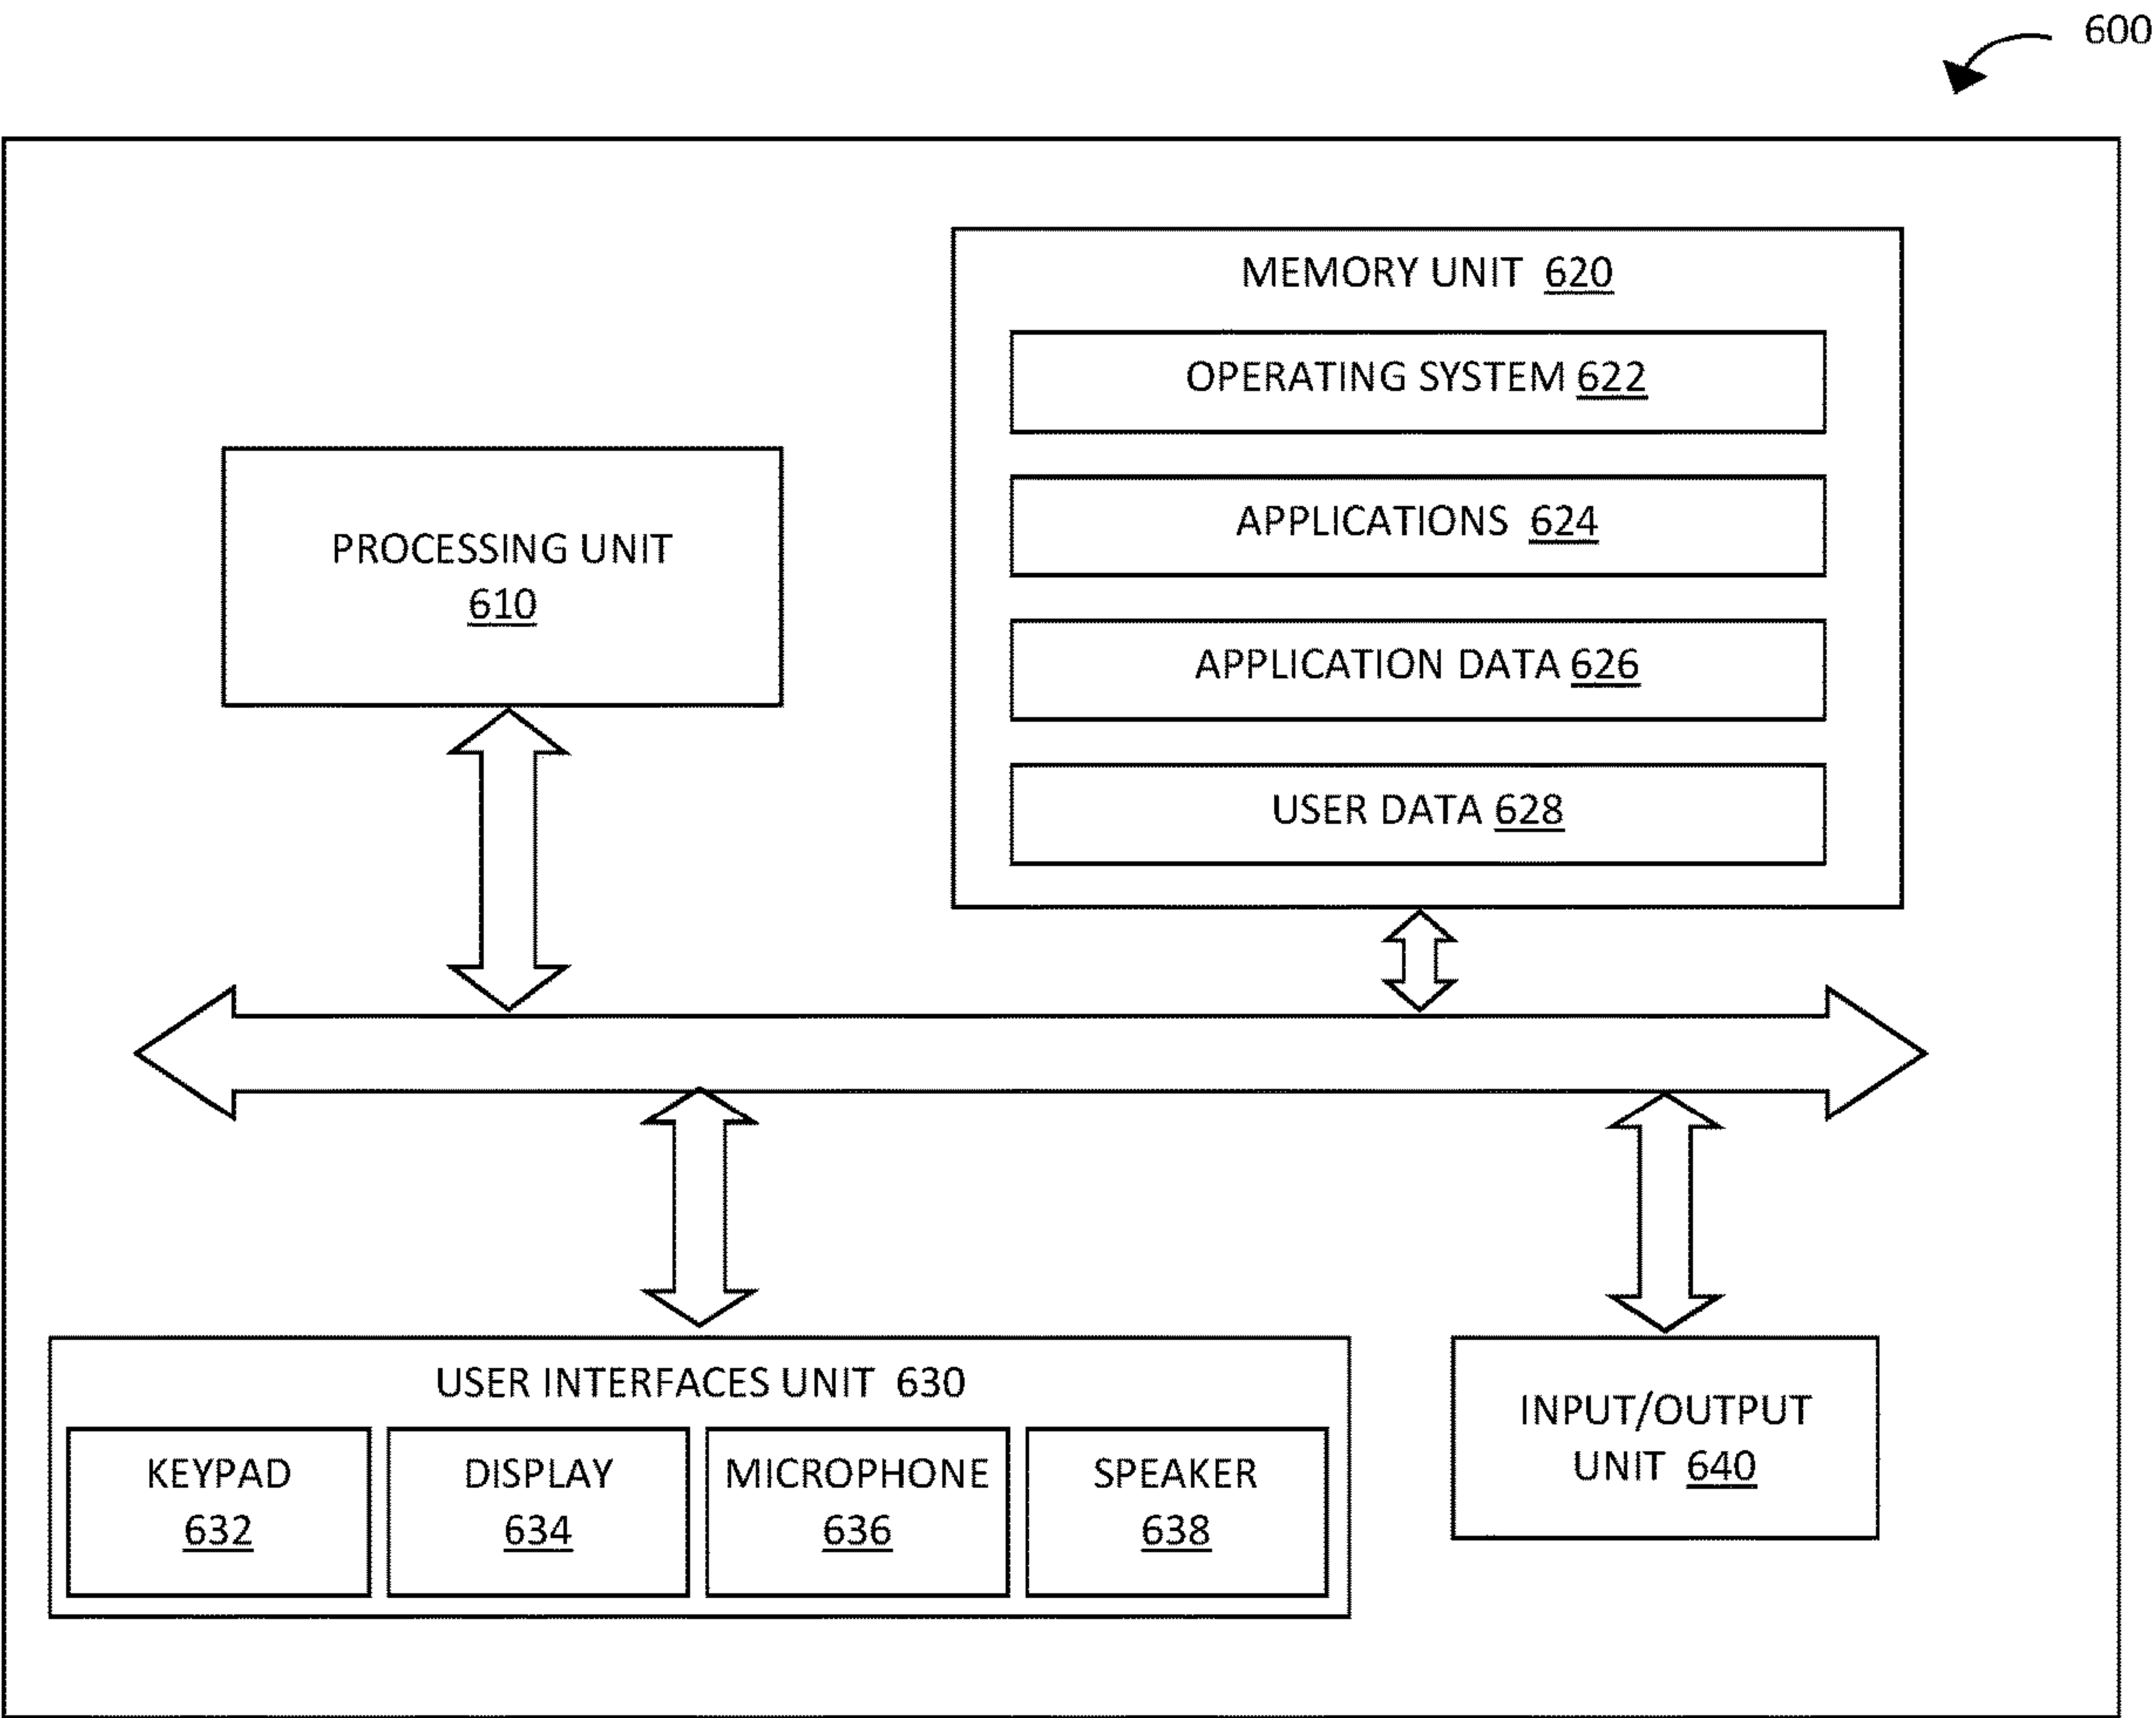 600
MEMORY UNIT 620
OPERATING SYSTEM 622
APPLICATIONS 624
APPLICATION DATA 626
USER DATA 628
PROCESSING UNIT
610
USER INTERFACES UNIT 630
KEYPAD
632
DISPLAY
634
MICROPHONE
636
SPEAKER
638
INPUT/OUTPUT
UNIT 640